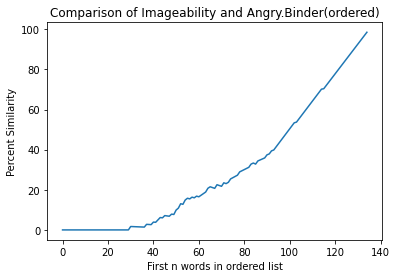 Comparison of Imageability and Angry.Binder(ordered)
100
80
60
40
20
0
Percent Similarity
0 20 40 60 80 100 120 140
First n words in ordered list